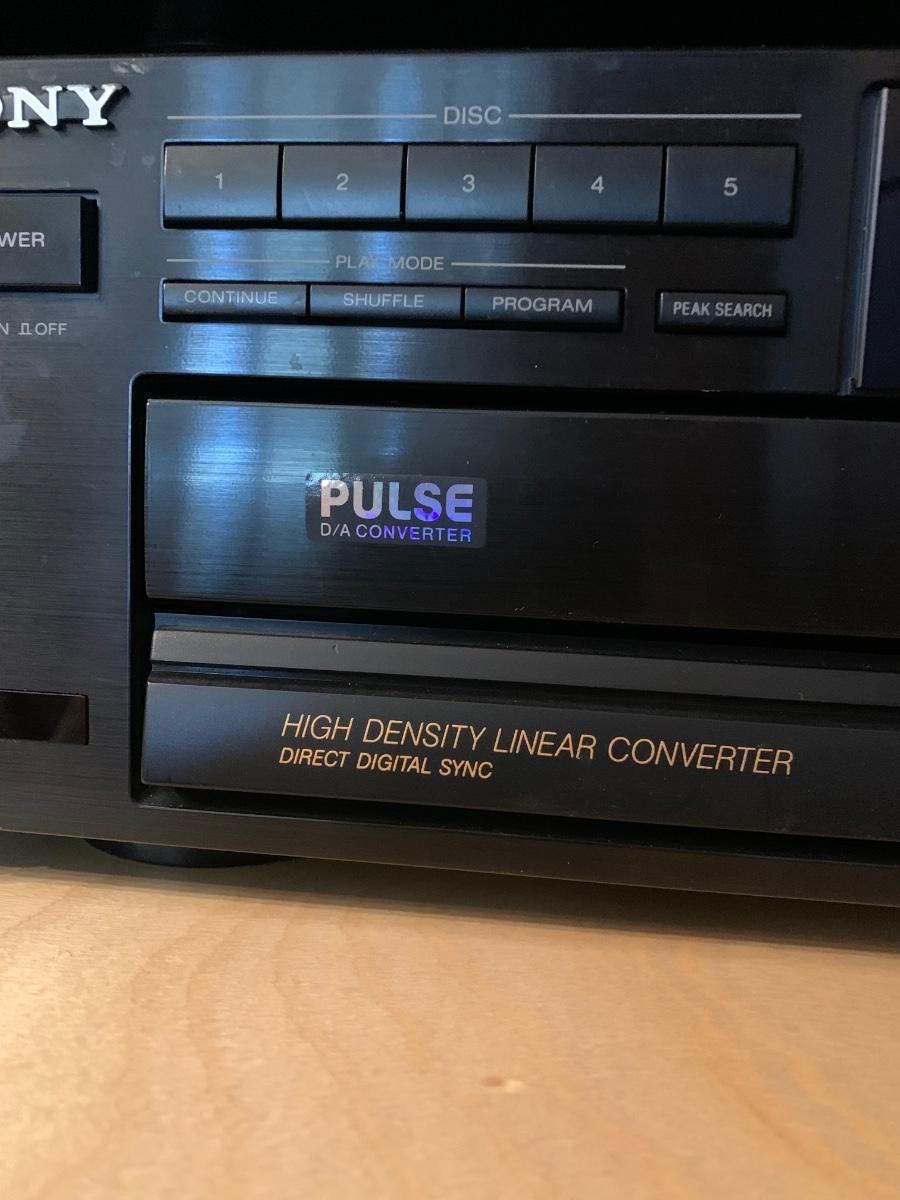 ONY
DISC
1 2 3 4 5
WER
PLAY MODE
CONTINUE SHUFFLE PROGRAM PEAK SEARCH
N OFF
PULSE
D/A CONVERTER
HIGH DENSITY LINEAR CONVERTER
DIRECT DIGITAL SYNC